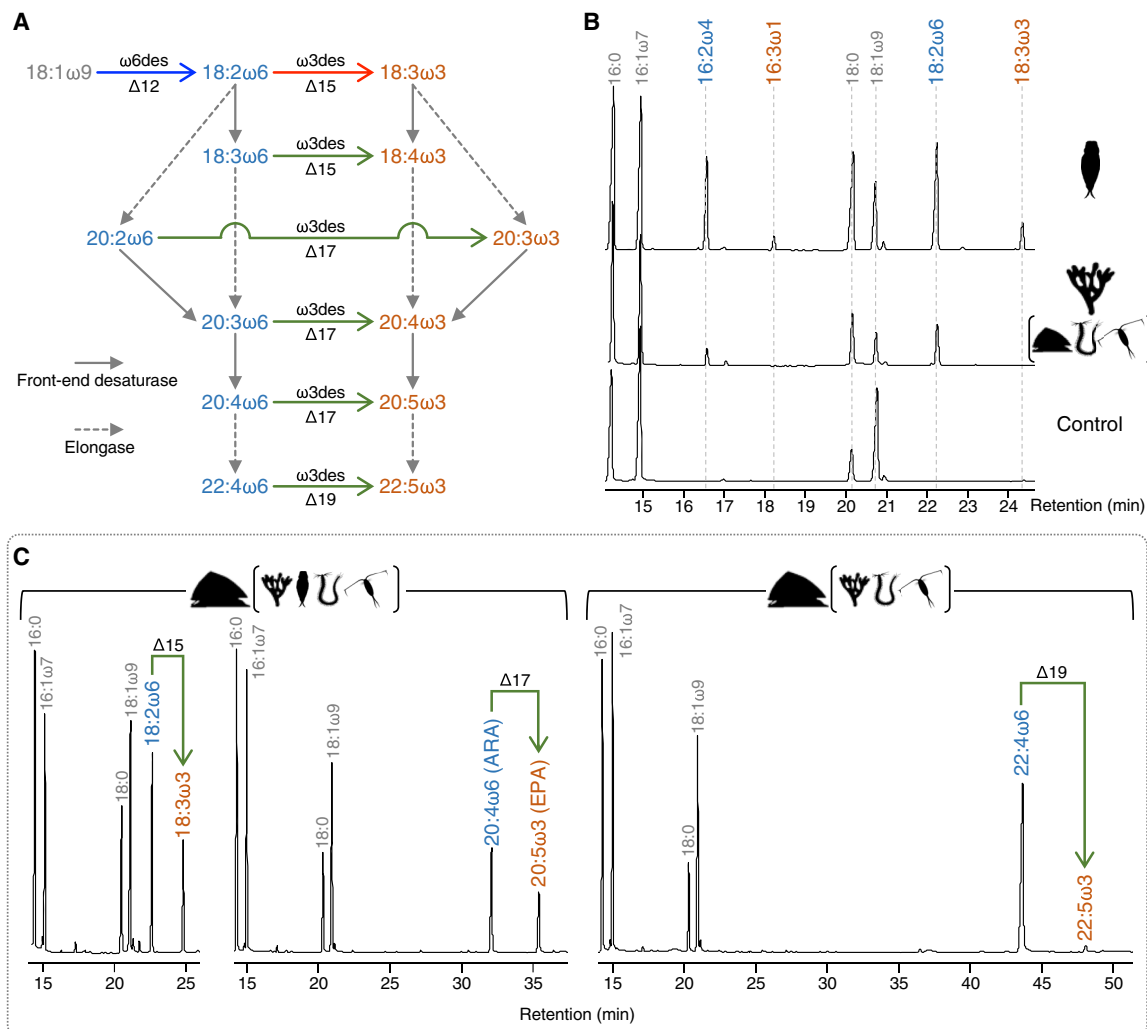 A
18:1ω9
ω6des
Δ12
18:2ω6
ω3des
Δ15
18:3ω3
18:3ω6
ω3des
Δ15
18:4ω3
20:2ω6
ω3des
Δ17
20:3ω3
20:3ω6
ω3des
Δ17
20:4ω3
Front-end desaturase
20:4ω6
ω3des
Δ17
20:5ω3
Elongase
22:4ω6
ω3des
Δ19
22:5ω3
B
16:0
16:1ω7
16:2ω4
16:3ω1
18:0
18:1ω9
18:2ω6
18:3ω3
Control
15 16 17 18 19 20 21 22 23 24 Retention (min)
C
16:0
16:1ω7
18:0
18:1ω9
18:2ω6
Δ15
18:3ω3
15 20 25
16:0
16:1ω7
18:0
18:1ω9
20:4ω6 (ARA)
Δ17
20:5ω3 (EPA)
15 20 25 30 35
16:0
16:1ω7
18:0
18:1ω9
22:4ω6
Δ19
22:5ω3
15 20 25 30 35 40 45 50
Retention (min)